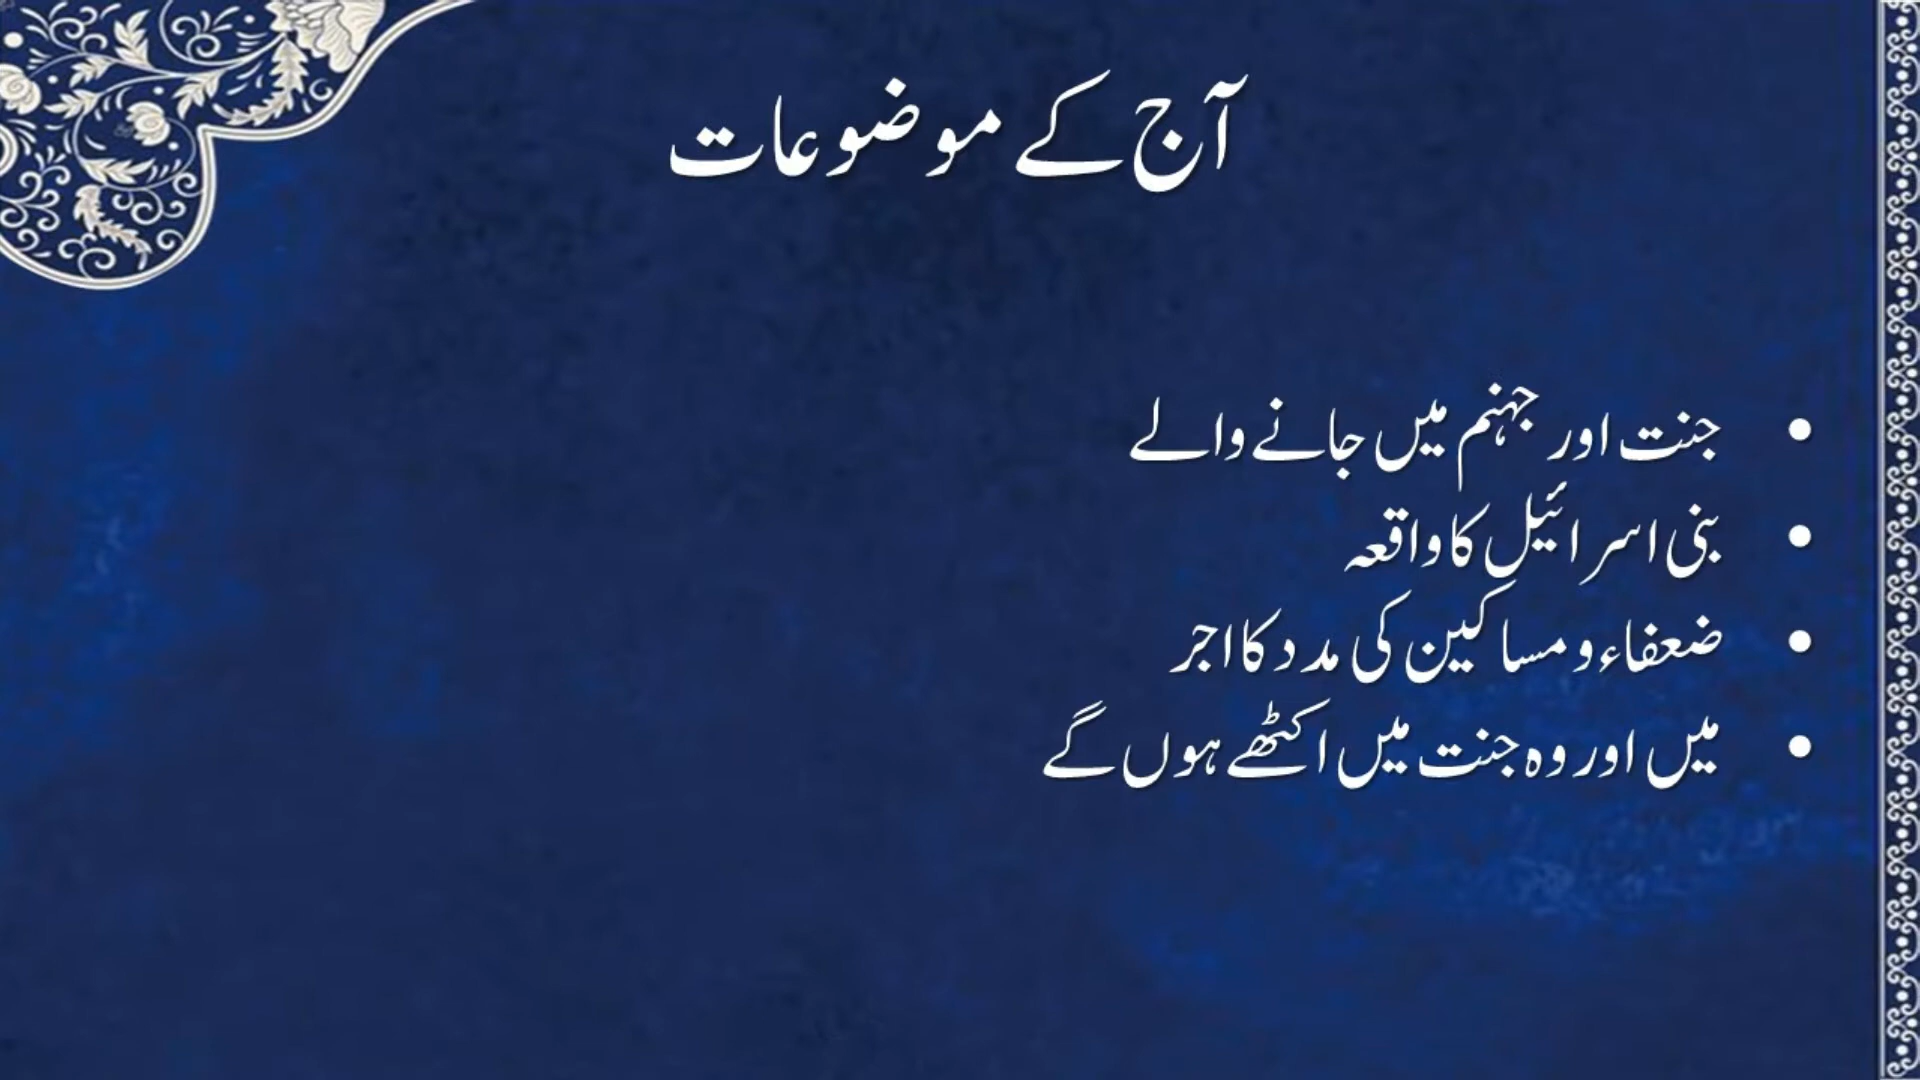 آج کے موضوعات
• جنت اور جہنم میں جانے والے
• بنی اسرائیل کا واقعہ
• ضعفاء و مساکین کی مدد کا اجر
• میں اور وہ جنت میں اکٹھے ہوں گے